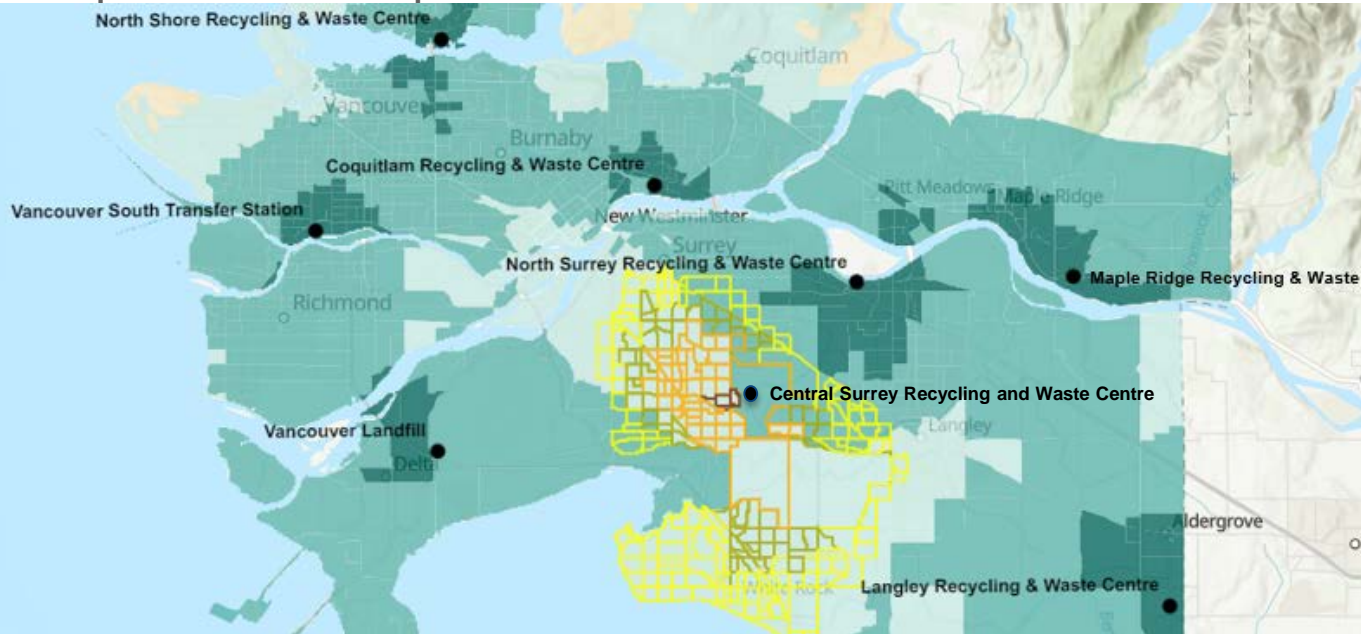 North Shore Recycling & Waste Centre
Coquitlam
Vancouver
Burnaby
Coquitlam Recycling & Waste Centre
Pitt Meadows
Maple Ridge
Vancouver South Transfer Station
New Westminster
Surrey
North Surrey Recycling & Waste Centre
Maple Ridge Recycling & Waste
Richmond
Central Surrey Recycling and Waste Centre
Vancouver Landfill
Langley
Delta
Aldergrove
White Rock
Langley Recycling & Waste Centre